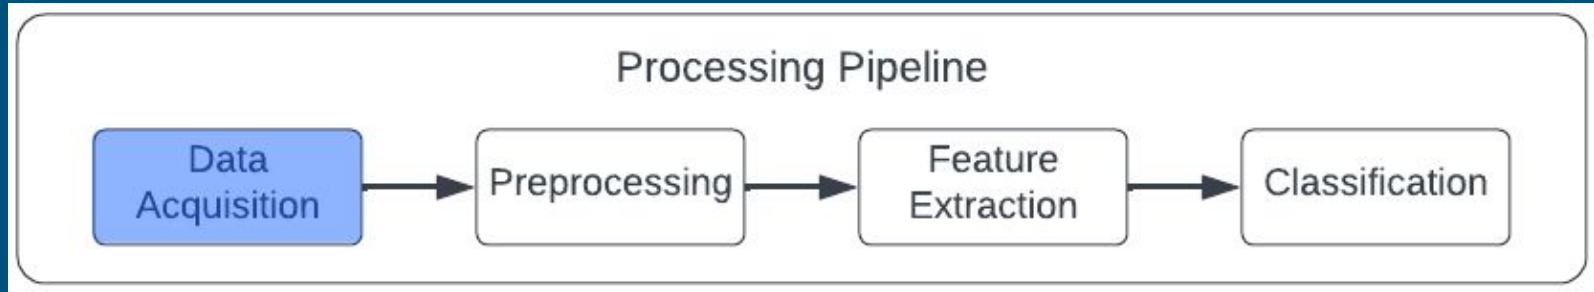 Processing Pipeline
Data
Acquisition
Preprocessing
Feature
Extraction
Classification